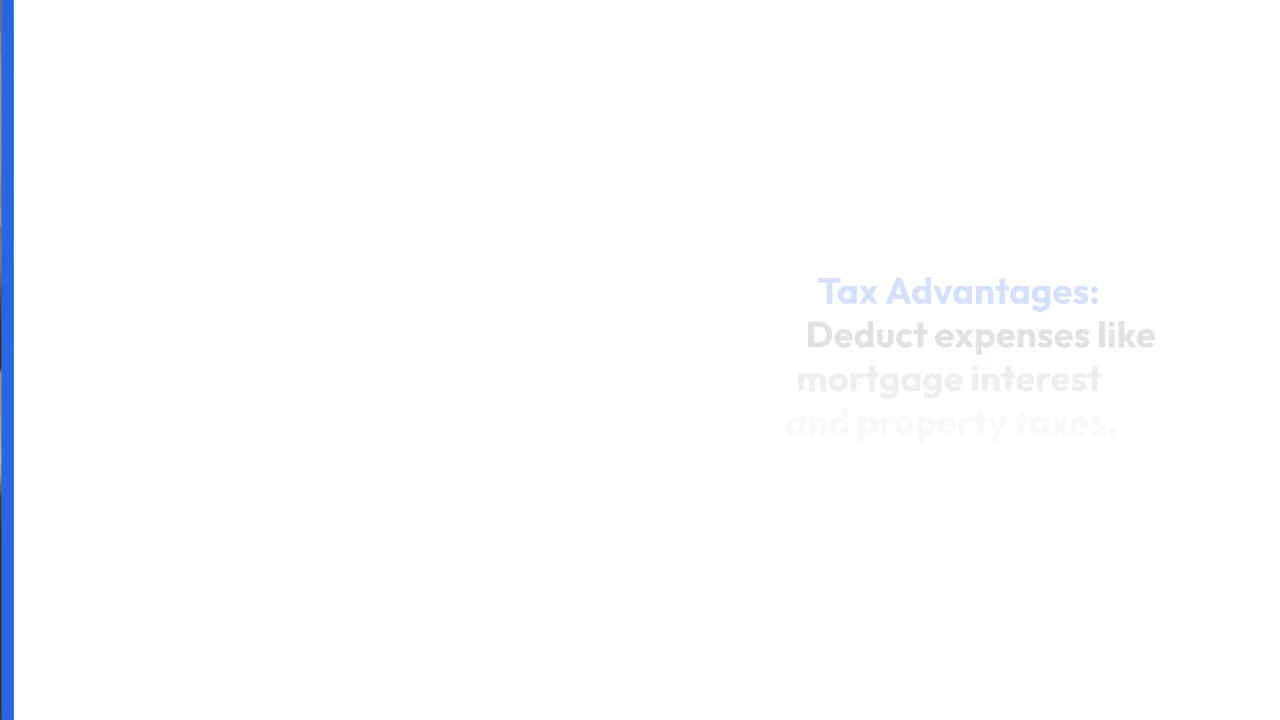 Tax Advantages:
Deduct expenses like
mortgage interest
and property taxes.